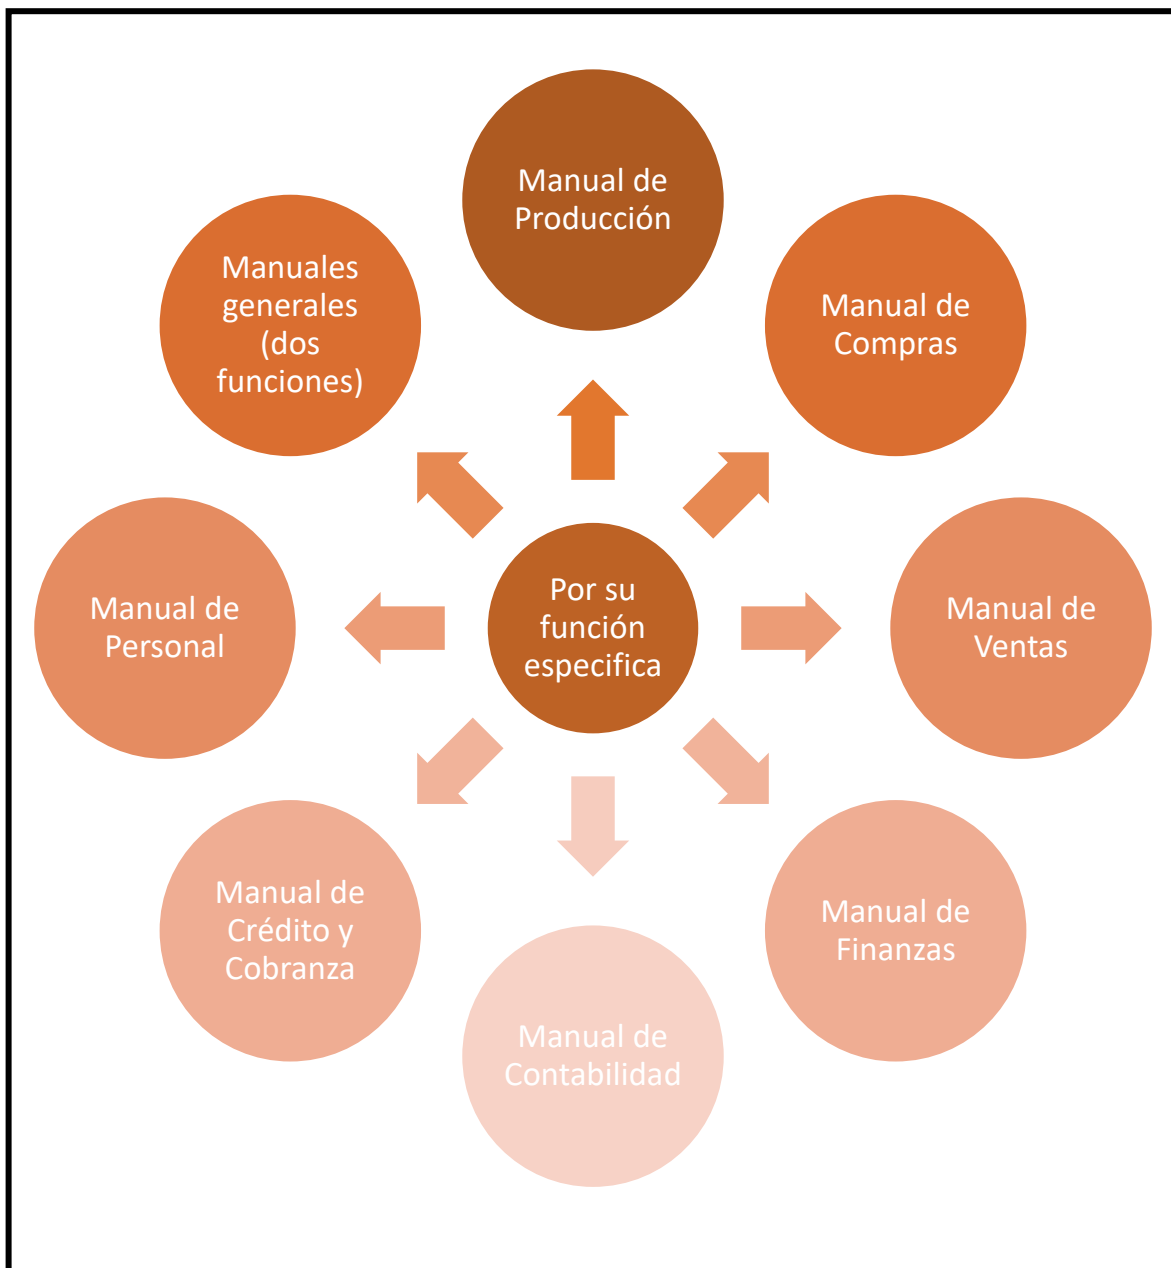 Manual de
Producción
Manual de
Compras
Manual de
Ventas
Manual de
Finanzas
Manual de
Contabilidad
Manual de
Crédito y
Cobranza
Manual de
Personal
Manuales
generales
(dos
funciones)
Por su
función
especifica